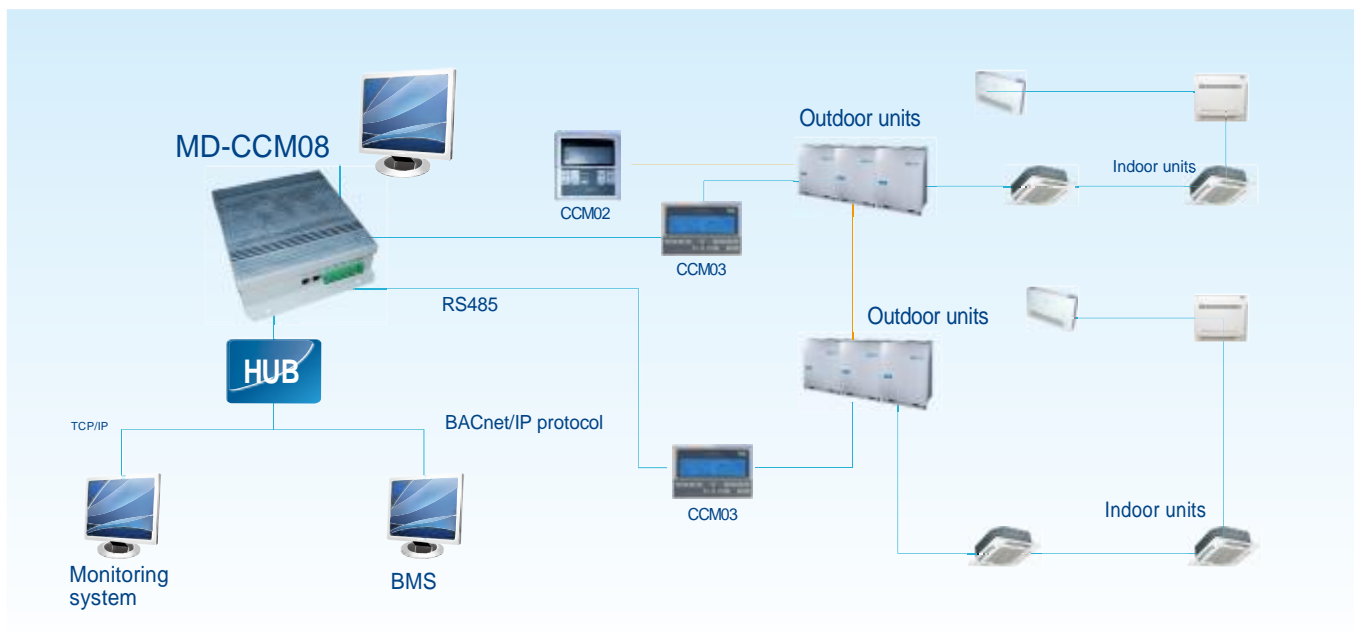 Outdoor units
MD-CCM08
Indoor units
CCM02
CCM03
RS485
Outdoor units
HUB
TCP/IP
BACnet/IP protocol
CCM03
Indoor units
Monitoring
system
BMS